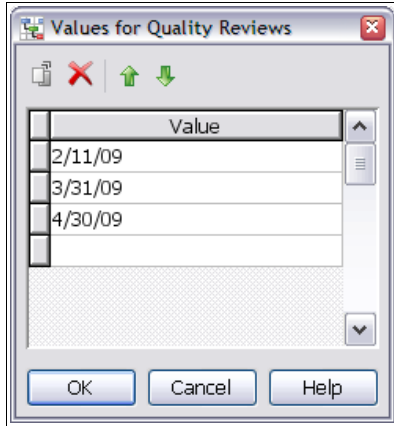 Values for Quality Reviews
Value
2/11/09
3/31/09
4/30/09
OK Cancel Help